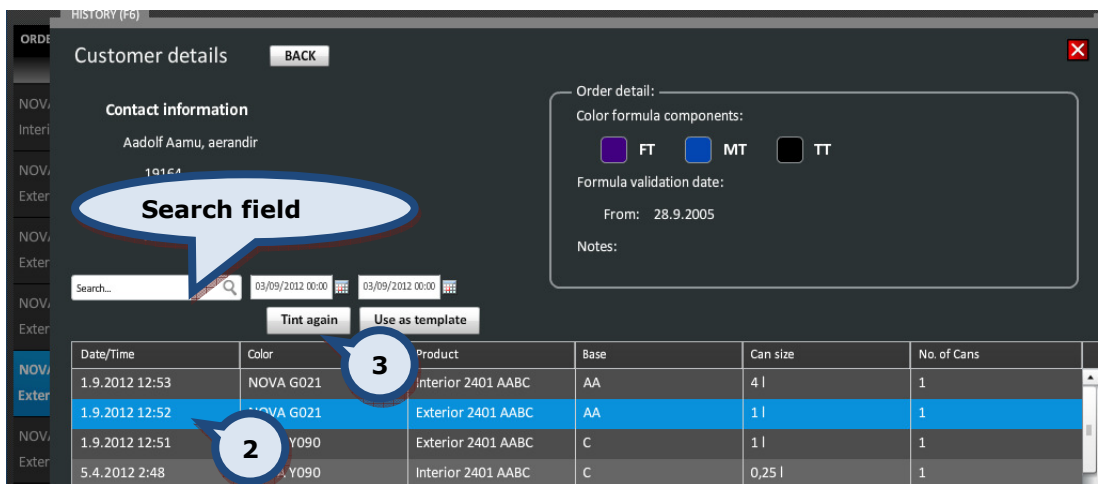 HISTORY (F6)
ORDE
Customer details BACK
Order detail:
Color formula components:
FT MT TT
Formula validation date:
From: 28.9.2005
Notes:
Contact information
Aadolf Aamu, aerandir
19164
Search field
Search... 03/09/2012 00:00 03/09/2012 00:00
Tint again Use as template
3
2
Date/Time Color Product Base Can size No. of Cans
1.9.2012 12:53 NOVA G021 Interior 2401 AABC AA 4 l 1
1.9.2012 12:52 NOVA G021 Exterior 2401 AABC AA 1 l 1
1.9.2012 12:51 Y090 Exterior 2401 AABC C 1 l 1
5.4.2012 2:48 Y090 Interior 2401 AABC C 0,25 l 1
NOVA
Interi
NOVA
Exter
NOVA
Exter
NOVA
Exter
NOVA
Exter
NOVA
Exter